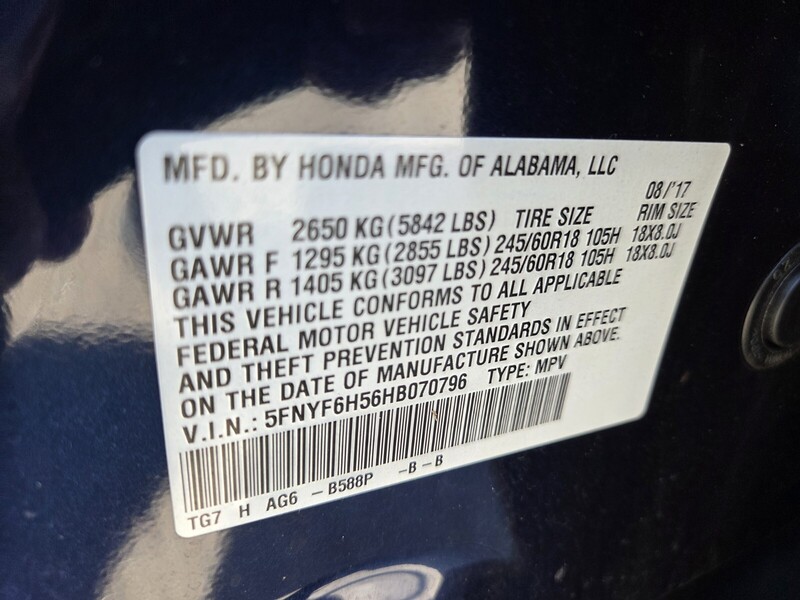 MFD. BY HONDA MFG. OF ALABAMA, LLC
08/'17
GVWR 2650 KG (5842 LBS) TIRE SIZE RIM SIZE
GAWR F 1295 KG (2855 LBS) 245/60R18 105H 18X8.0J
GAWR R 1405 KG (3097 LBS) 245/60R18 105H 18X8.0J
THIS VEHICLE CONFORMS TO ALL APPLICABLE
FEDERAL MOTOR VEHICLE SAFETY
AND THEFT PREVENTION STANDARDS IN EFFECT
ON THE DATE OF MANUFACTURE SHOWN ABOVE.
V.I.N.: 5FNYF6H56HB070796 TYPE: MPV
TG7 H AG6 -B588P -B-B